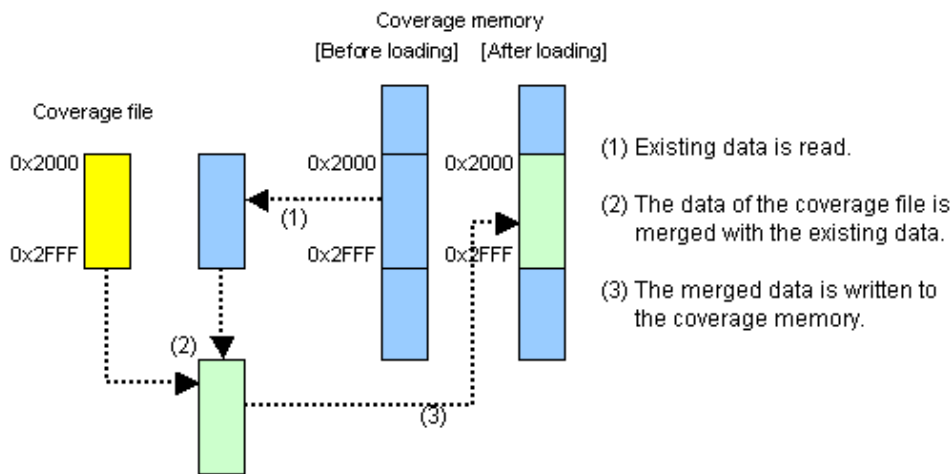 Coverage memory
[Before loading] [After loading]
Coverage file
0x2000
0x2000
0x2000
(1) Existing data is read.
(1)
(2) The data of the coverage file is
merged with the existing data.
0x2FFF
0x2FFF
0x2FFF
(3) The merged data is written to
the coverage memory.
(2)
(3)